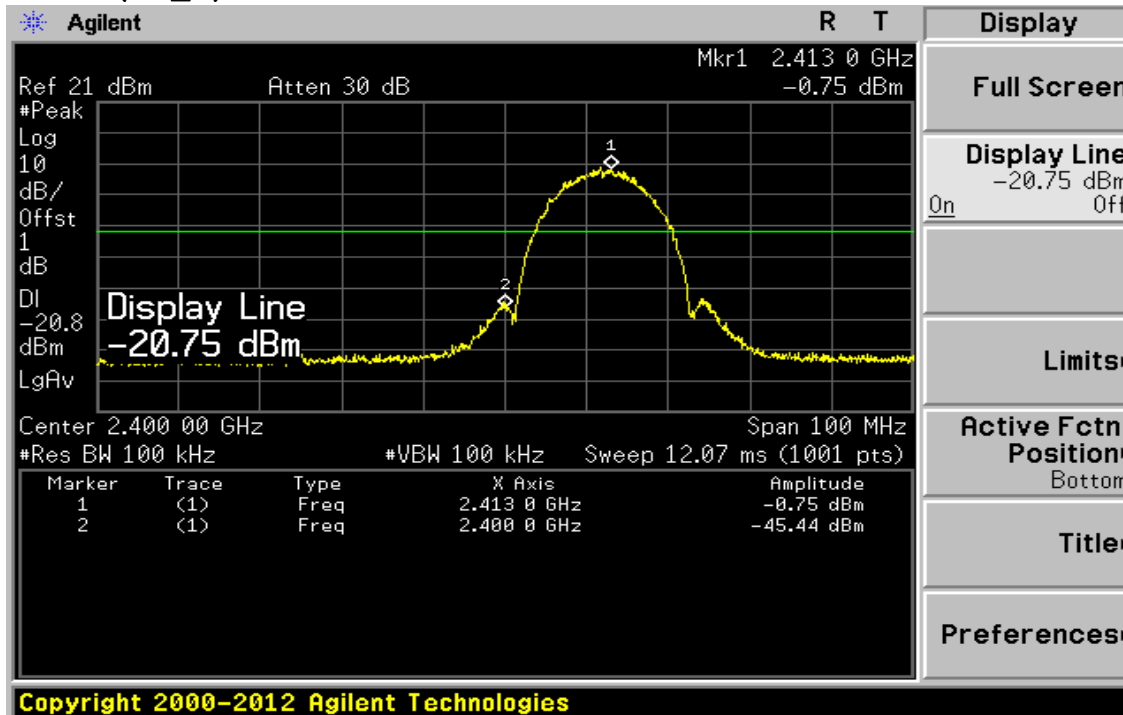 Agilent R T
Mkr1 2.413 0 GHz
Ref 21 dBm Atten 30 dB -0.75 dBm
#Peak
Log
10
dB/
Offst
1
dB
DI
-20.8
dBm
LgAv
1
2
Display Line
-20.75 dBm
Center 2.400 00 GHz Span 100 MHz
#Res BW 100 kHz #VBW 100 kHz Sweep 12.07 ms (1001 pts)
Marker Trace Type X Axis Amplitude
1 (1) Freq 2.413 0 GHz -0.75 dBm
2 (1) Freq 2.400 0 GHz -45.44 dBm
Display
Full Screen
Display Line
-20.75 dBm
On Off
Limits
Active Fctn
Position
Bottom
Title
Preferences
Copyright 2000-2012 Agilent Technologies